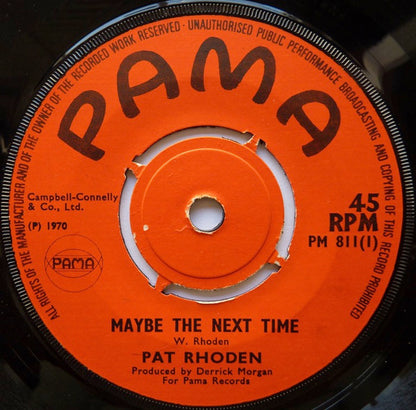 ALL RIGHTS OF THE MANUFACTURER AND OF THE OWNER OF THE RECORDED WORK RESERVED · UNAUTHORISED PUBLIC PERFORMANCE BROADCASTING AND COPYING OF THIS RECORD PROHIBITED
PAMA
Campbell-Connelly
& Co., Ltd.
(P) 1970
45
RPM
PM 811(1)
PAMA
MAYBE THE NEXT TIME
W. Rhoden
PAT RHODEN
Produced by Derrick Morgan
For Pama Records